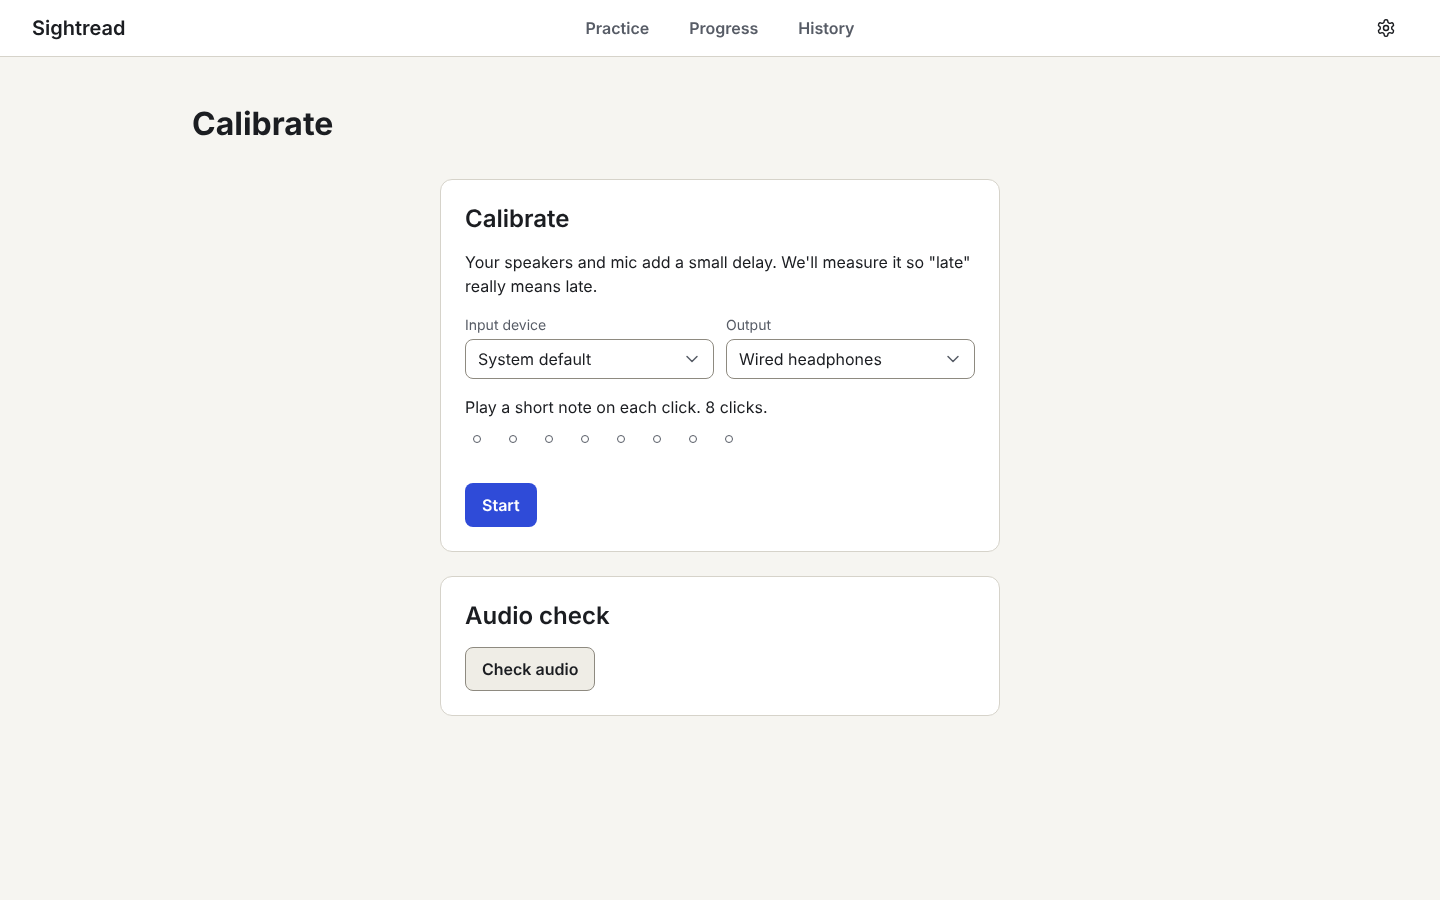 Sightread
Practice
Progress
History
Calibrate
Calibrate
Your speakers and mic add a small delay. We'll measure it so "late"
really means late.
Input device
Output
System default
Wired headphones
Play a short note on each click. 8 clicks.
Start
Audio check
Check audio